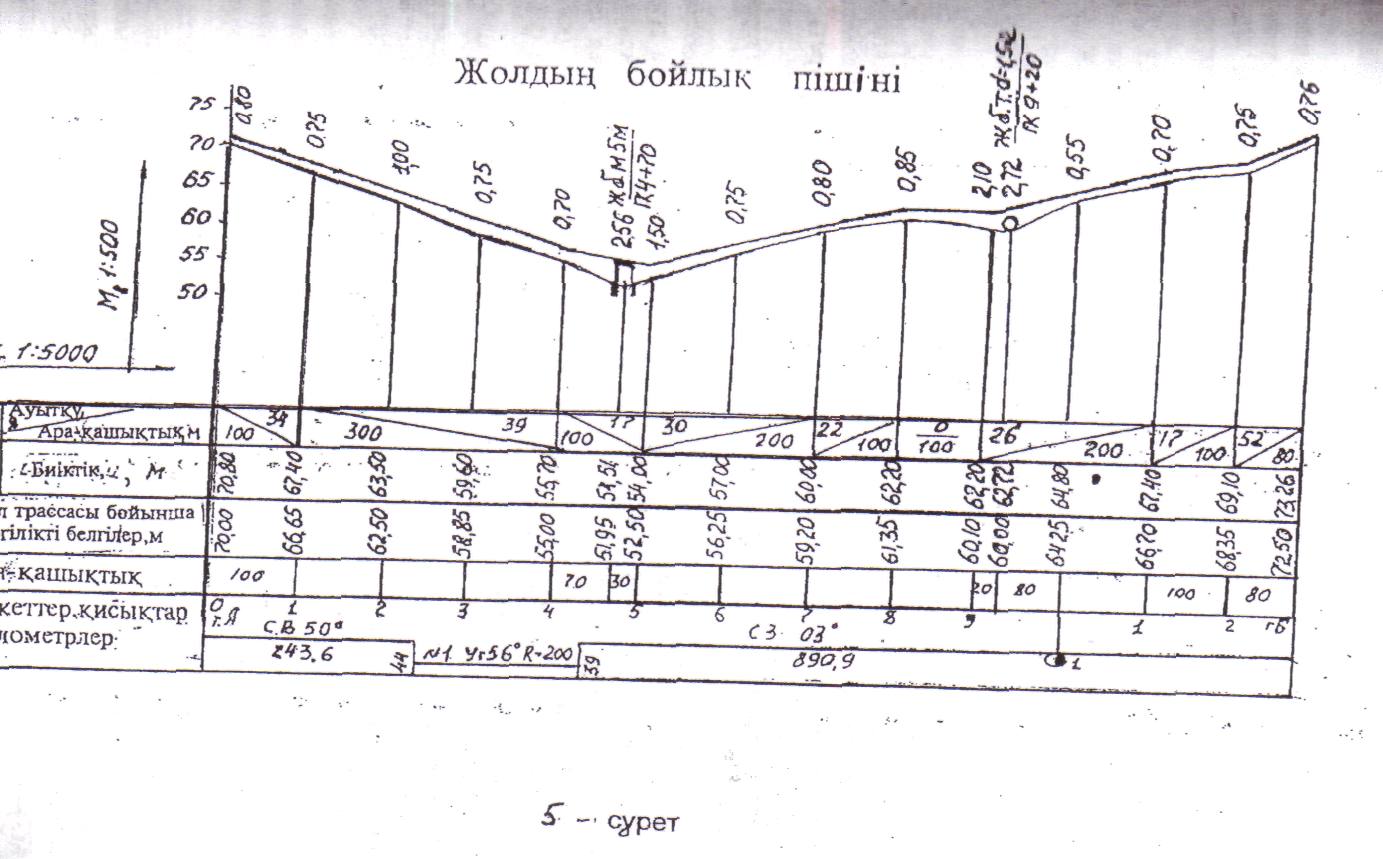 Жолдың бойлық пішіні
75
70
65
60
55
50
0,80
0,75
1,00
0,75
0,70
2,56 Жб м 5м
ПК4+70
1,50
0,75
0,80
0,85
2,10
2,72 Ж.б.т.d=1,5м
ПК 9+20
0,55
0,70
0,75
0,76
М 1:500
1:5000
Ауытқу,
Ара-қашықтық м
34 39 17 30 22 0 26 17 52
100 300 100 200 100 100 200 100 80
Биіктік, м
70,80 67,40 63,50 59,60 55,70 54,51 54,00 57,00 60,00 62,20 62,20 62,72 64,80 67,40 69,10 73,26
л трассасы бойынша
гілікті белгілер,м
70,00 66,65 62,50 58,85 55,00 51,95 52,50 56,25 59,20 61,35 60,10 60,00 64,25 66,70 68,35 72,50
қашықтық
100 70 30 20 80 100 80
кеттер.қисықтар
0 1 2 3 4 5 6 7 8 9 1 2
т.Я
лометрлер
С.В 50°
С З 03°
243.6
44
№1 Уг56° R-200
39
890,9
1
5 - сурет